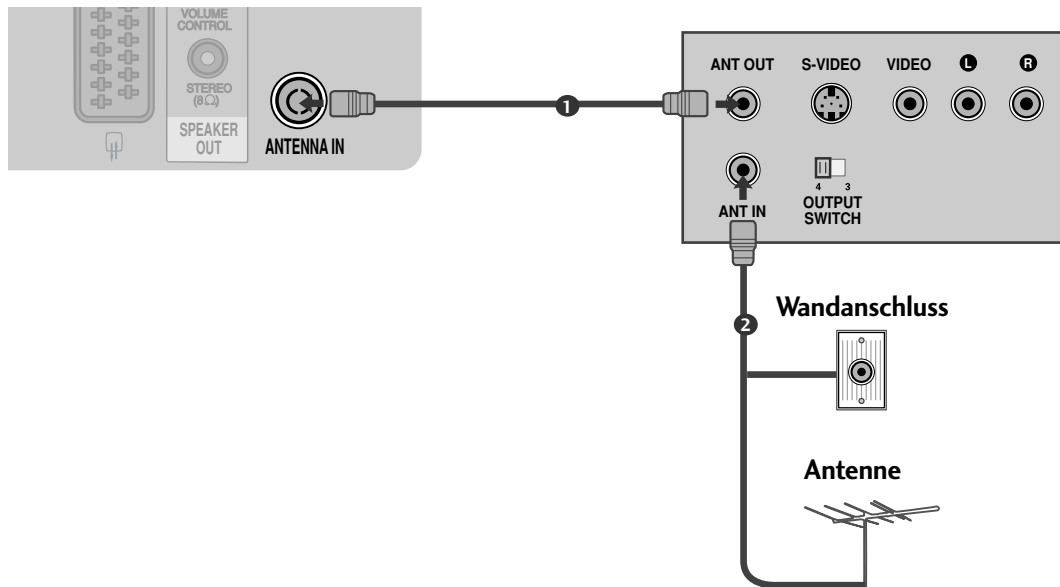 VOLUME
CONTROL
STEREO
(8Ω)
SPEAKER
OUT
ANTENNA IN
1
ANT OUT
S-VIDEO
VIDEO
L
R
ANT IN
4
3
OUTPUT
SWITCH
2
Wandanschluss
Antenne